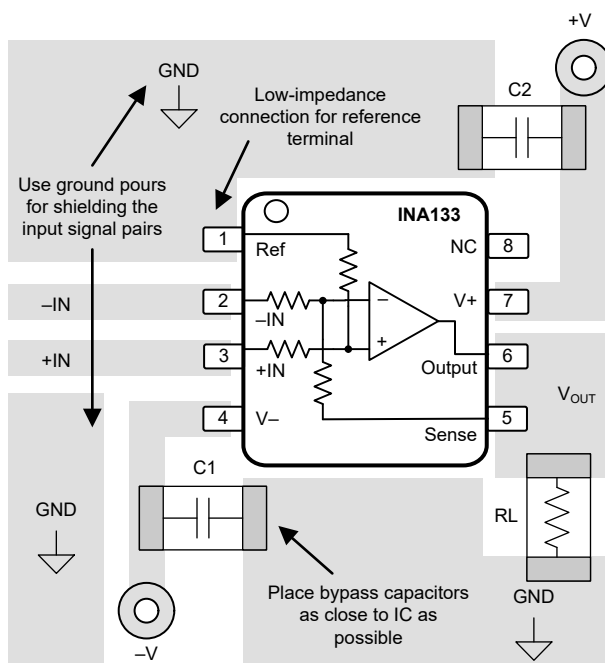 +V
GND
C2
Low-impedance
connection for reference
terminal
Use ground pours
for shielding the
input signal pairs
INA133
1
Ref
NC
8
–IN
2
–IN
V+
7
+IN
3
+IN
–
+
Output
6
4
V–
Sense
5
VOUT
C1
RL
GND
Place bypass capacitors
as close to IC as
possible
GND
–V